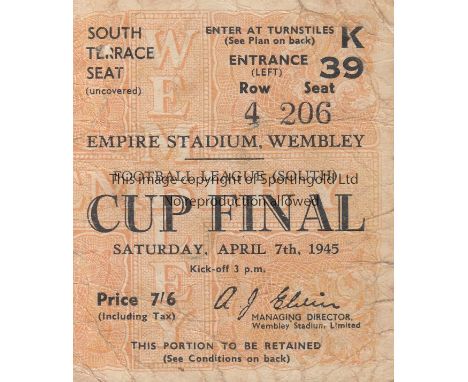 SOUTH
TERRACE
SEAT
(uncovered)
ENTER AT TURNSTILES
(See Plan on back)
K
ENTRANCE
(LEFT)
39
Row Seat
4 206
EMPIRE STADIUM, WEMBLEY
FOOTBALL LEAGUE (SOUTH)
This image copyright of Sportingold Ltd
No reproduction allowed
CUP FINAL
SATURDAY, APRIL 7th, 1945
Kick-off 3 p.m.
Price 7/6
(Including Tax)
A J Elvin
MANAGING DIRECTOR,
Wembley Stadium, Limited
THIS PORTION TO BE RETAINED
(See Conditions on back)
WEMBLEY